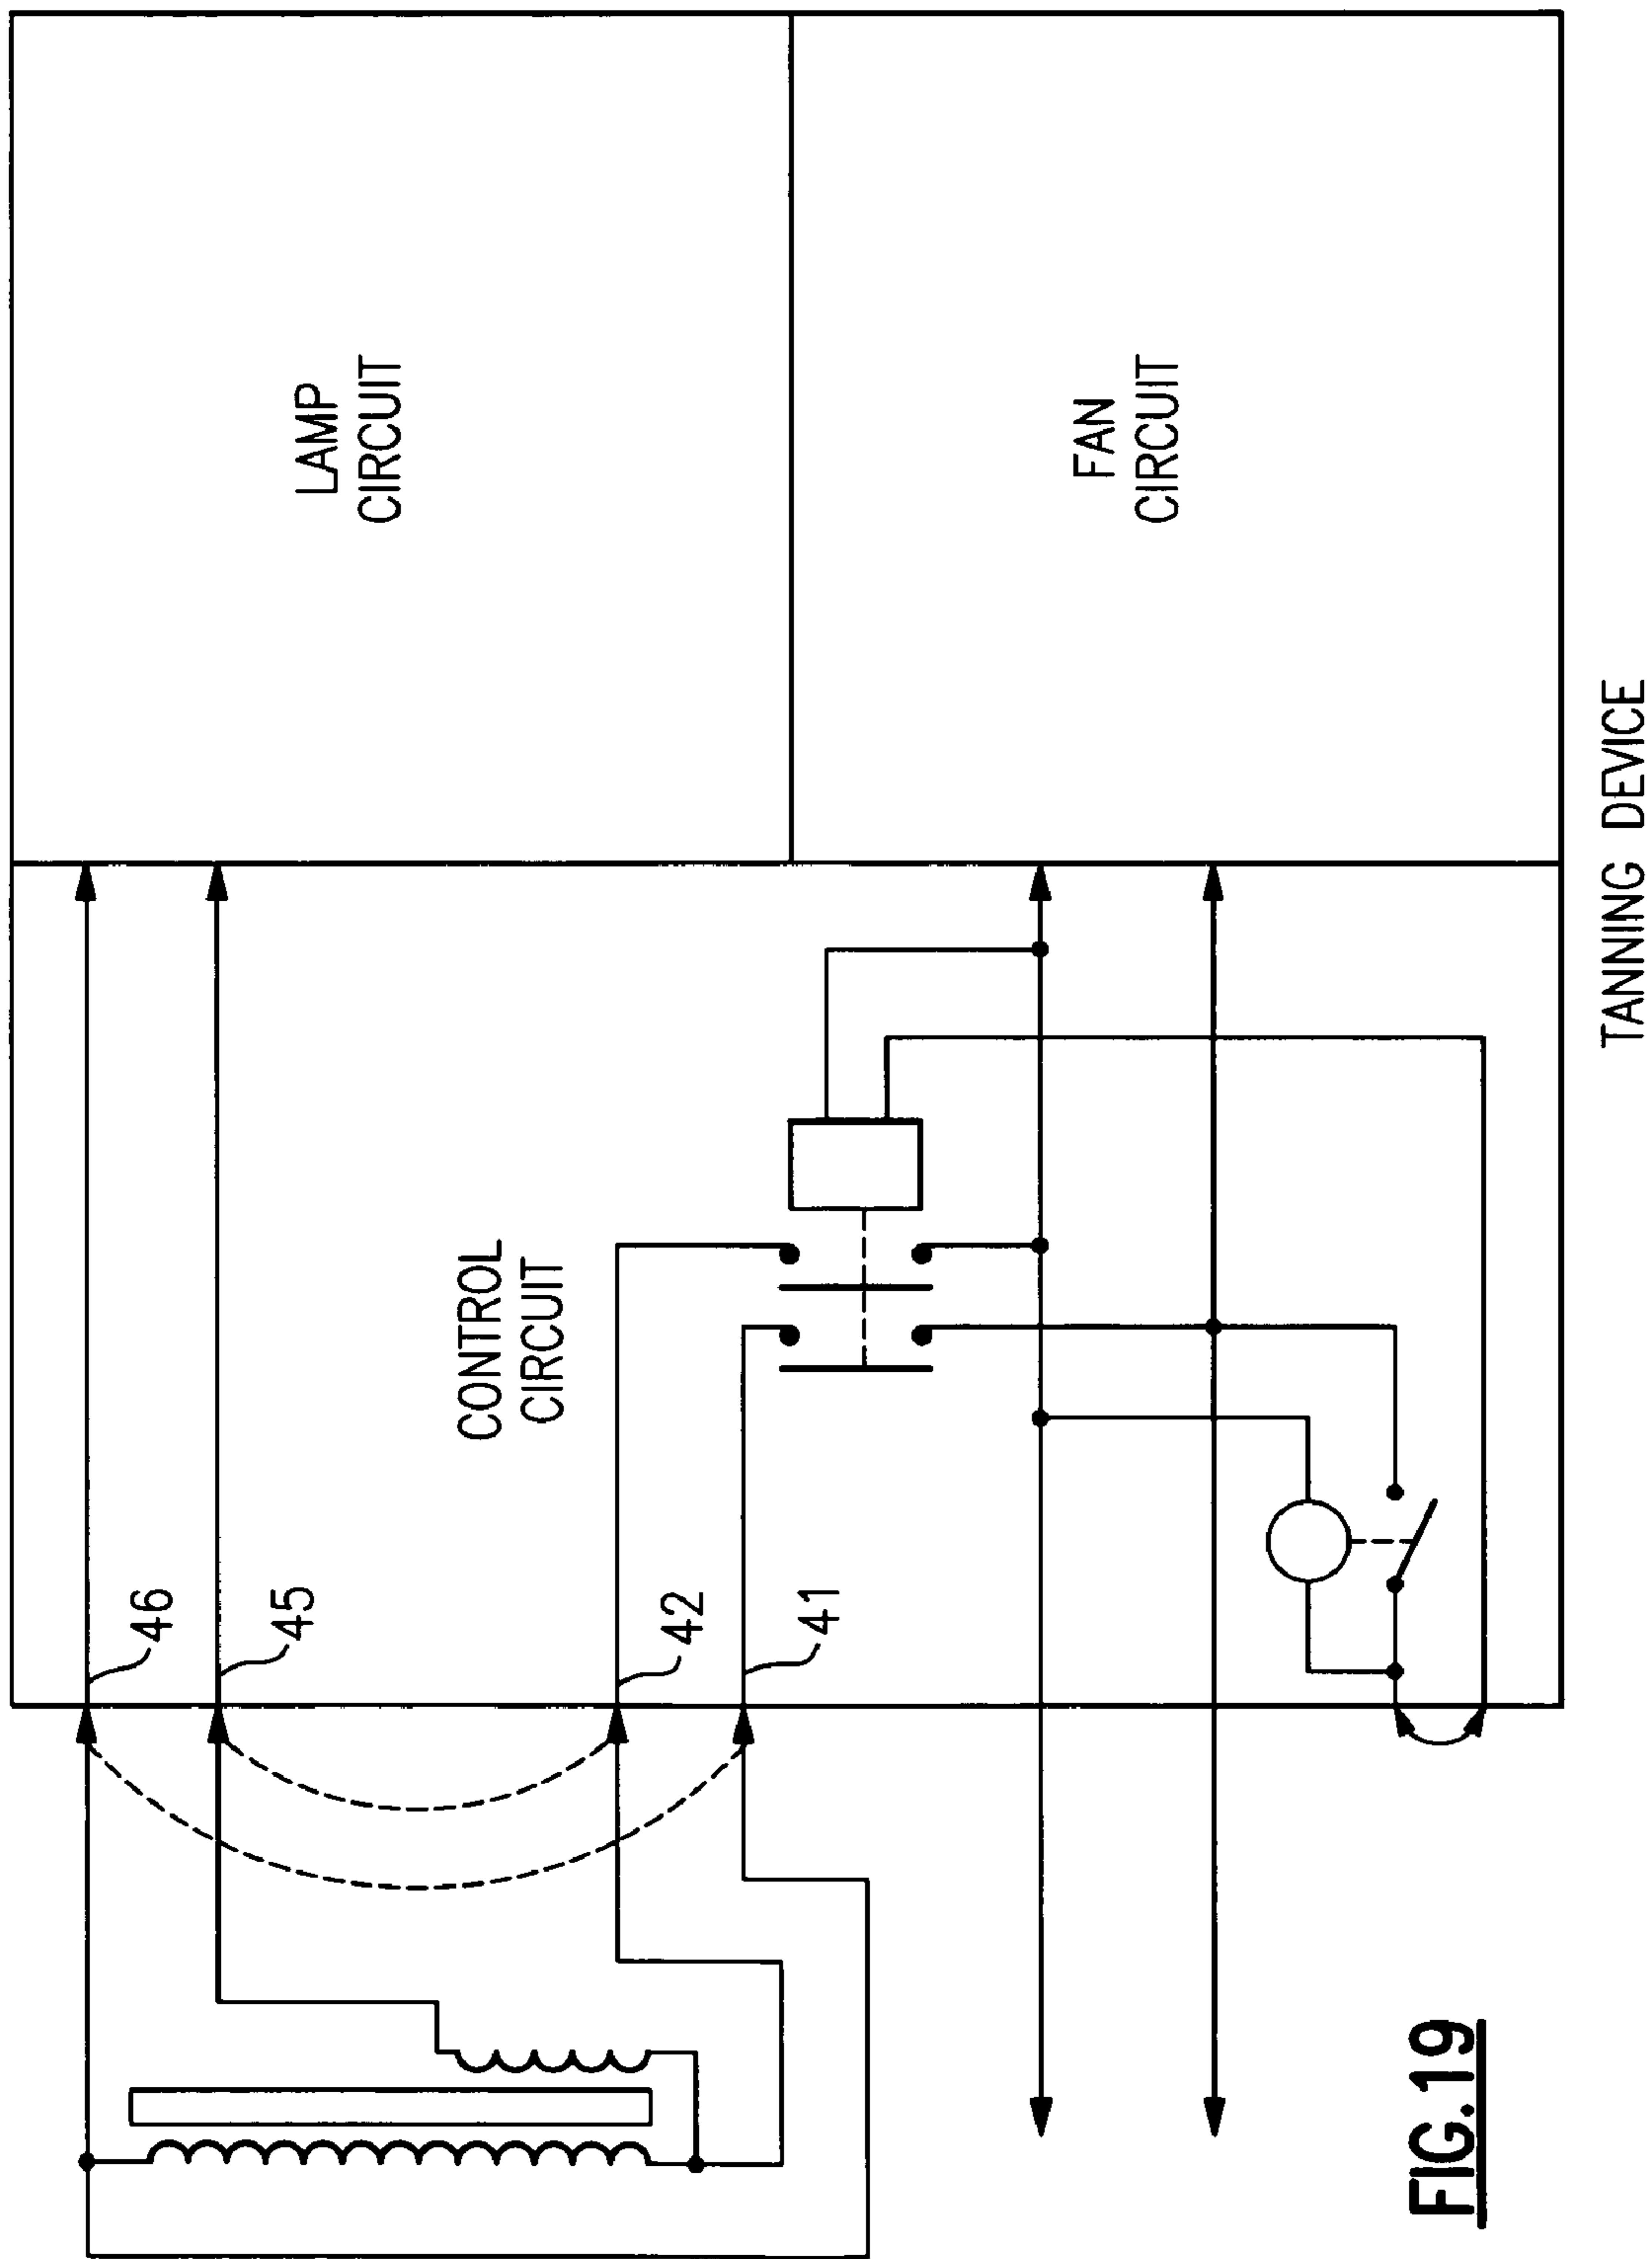 LAMP
CIRCUIT
FAN
CIRCUIT
CONTROL
CIRCUIT
46
45
42
41
TANNING DEVICE
FIG.19